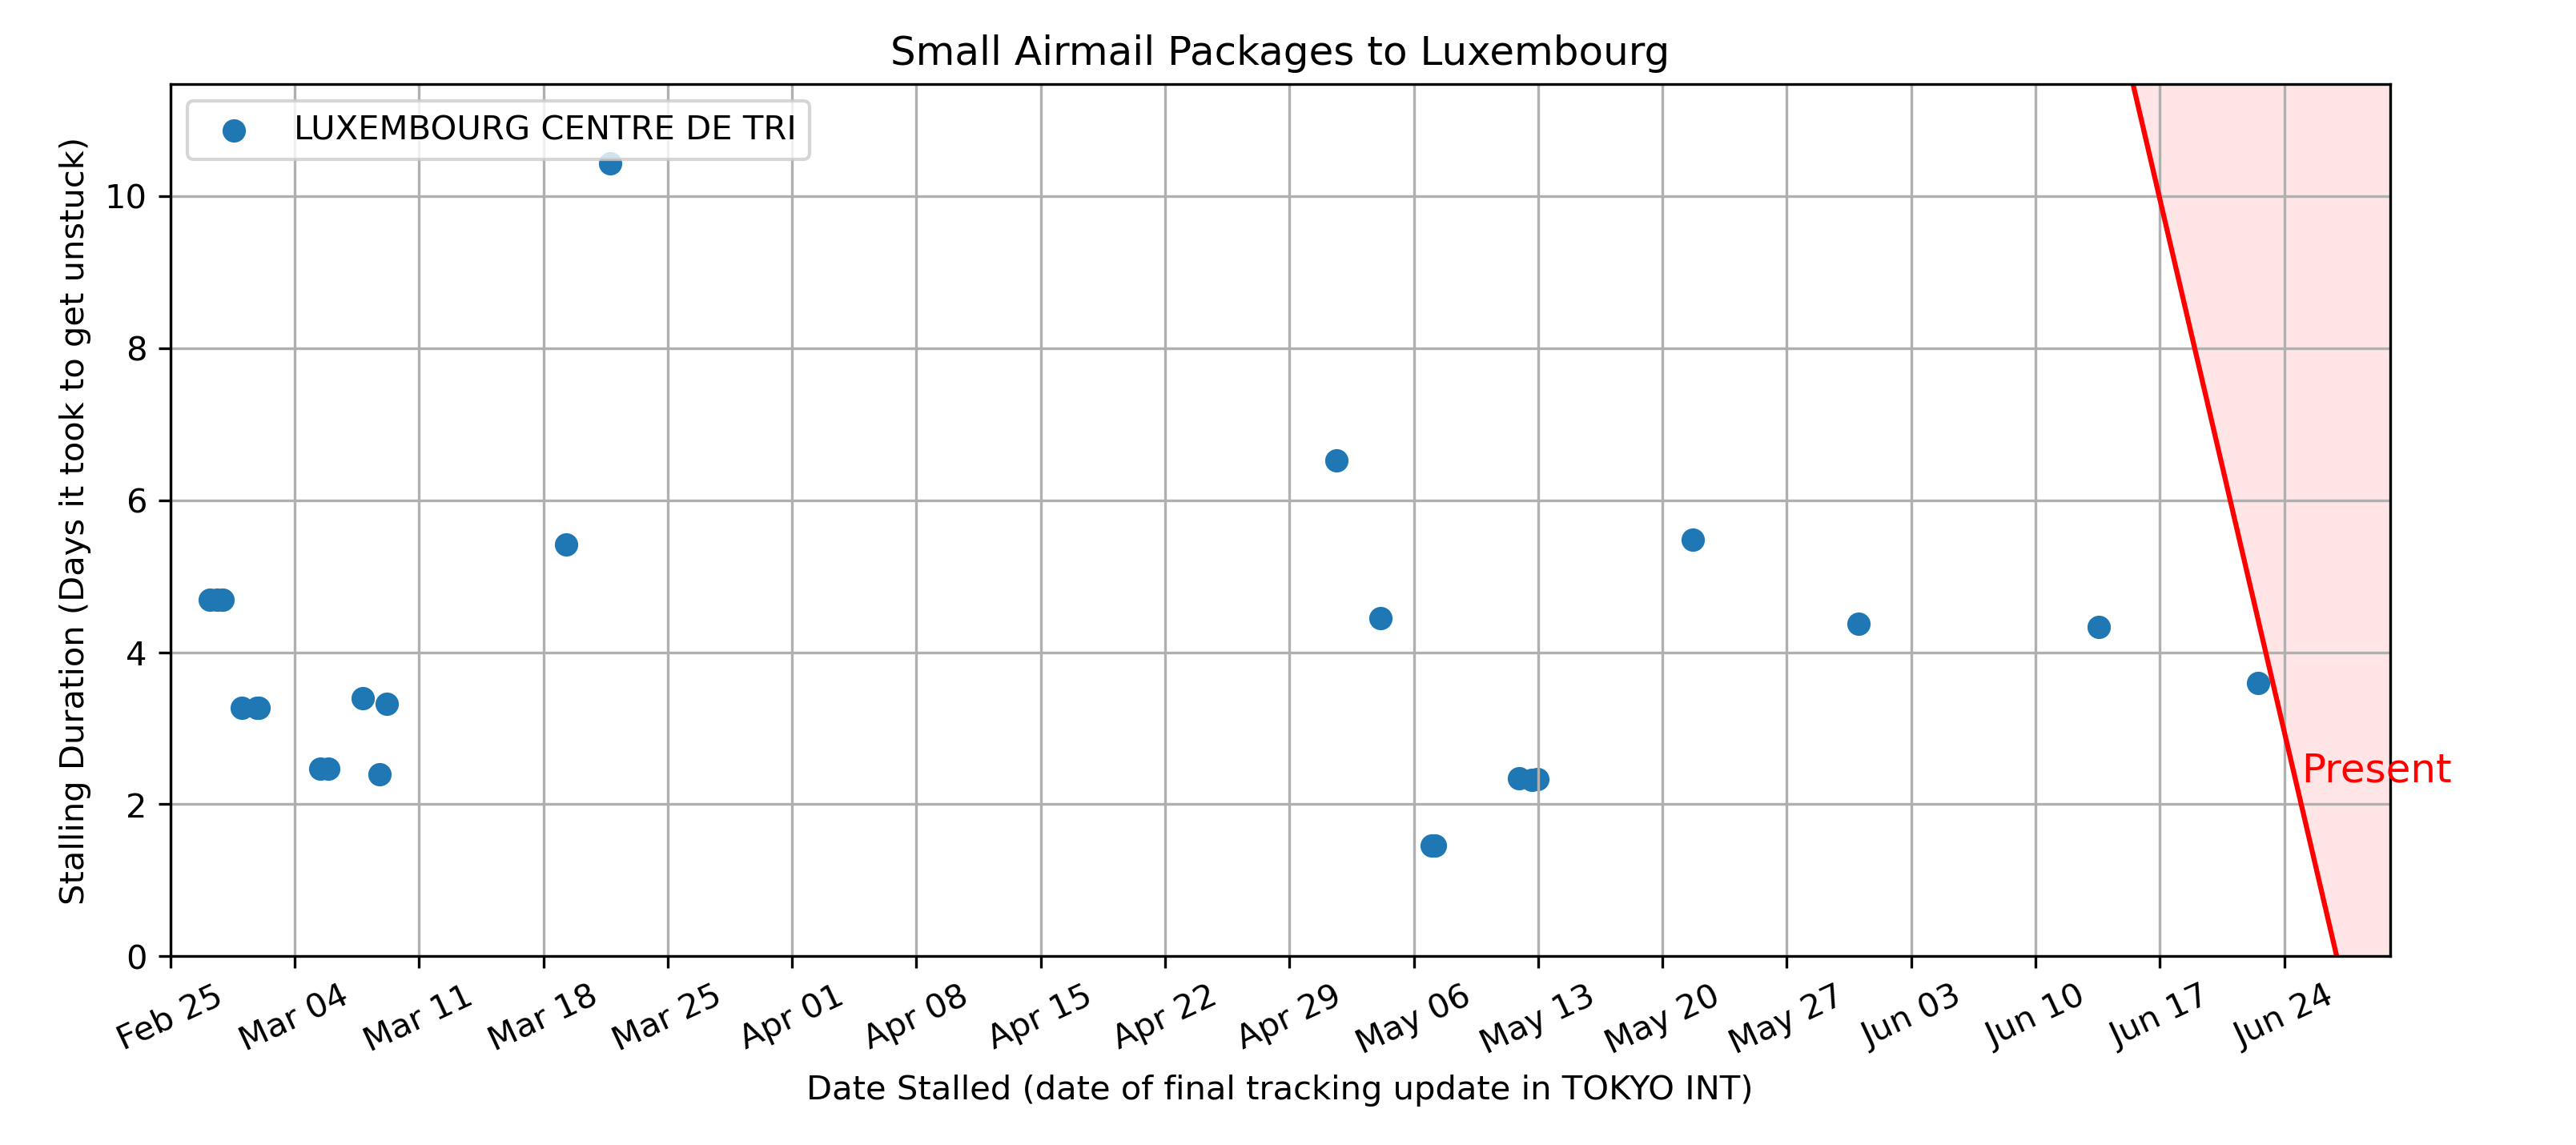 Small Airmail Packages to Luxembourg
LUXEMBOURG CENTRE DE TRI
Stalling Duration (Days it took to get unstuck)
10
8
6
4
2
0
Present
Feb 25
Mar 04
Mar 11
Mar 18
Mar 25
Apr 01
Apr 08
Apr 15
Apr 22
Apr 29
May 06
May 13
May 20
May 27
Jun 03
Jun 10
Jun 17
Jun 24
Date Stalled (date of final tracking update in TOKYO INT)